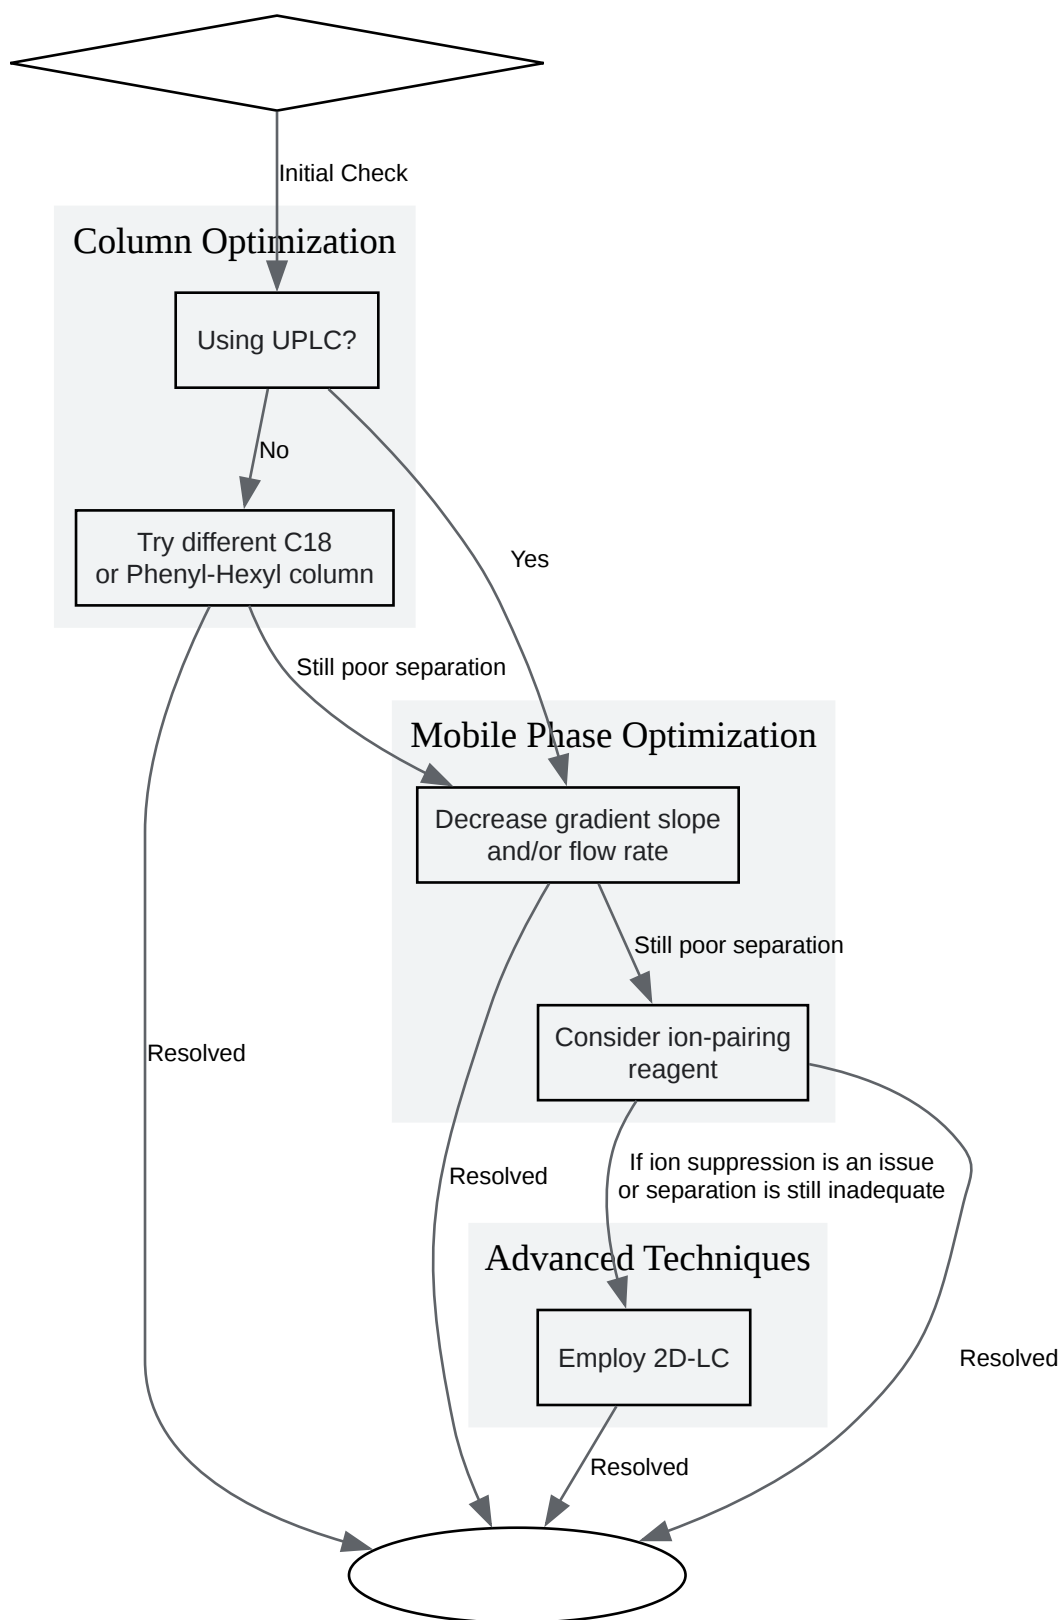 Initial Check
Column Optimization
Using UPLC?
No
Try different C18
or Phenyl-Hexyl column
Yes
Still poor separation
Mobile Phase Optimization
Decrease gradient slope
and/or flow rate
Still poor separation
Consider ion-pairing
reagent
Resolved
Resolved
If ion suppression is an issue
or separation is still inadequate
Advanced Techniques
Employ 2D-LC
Resolved
Resolved